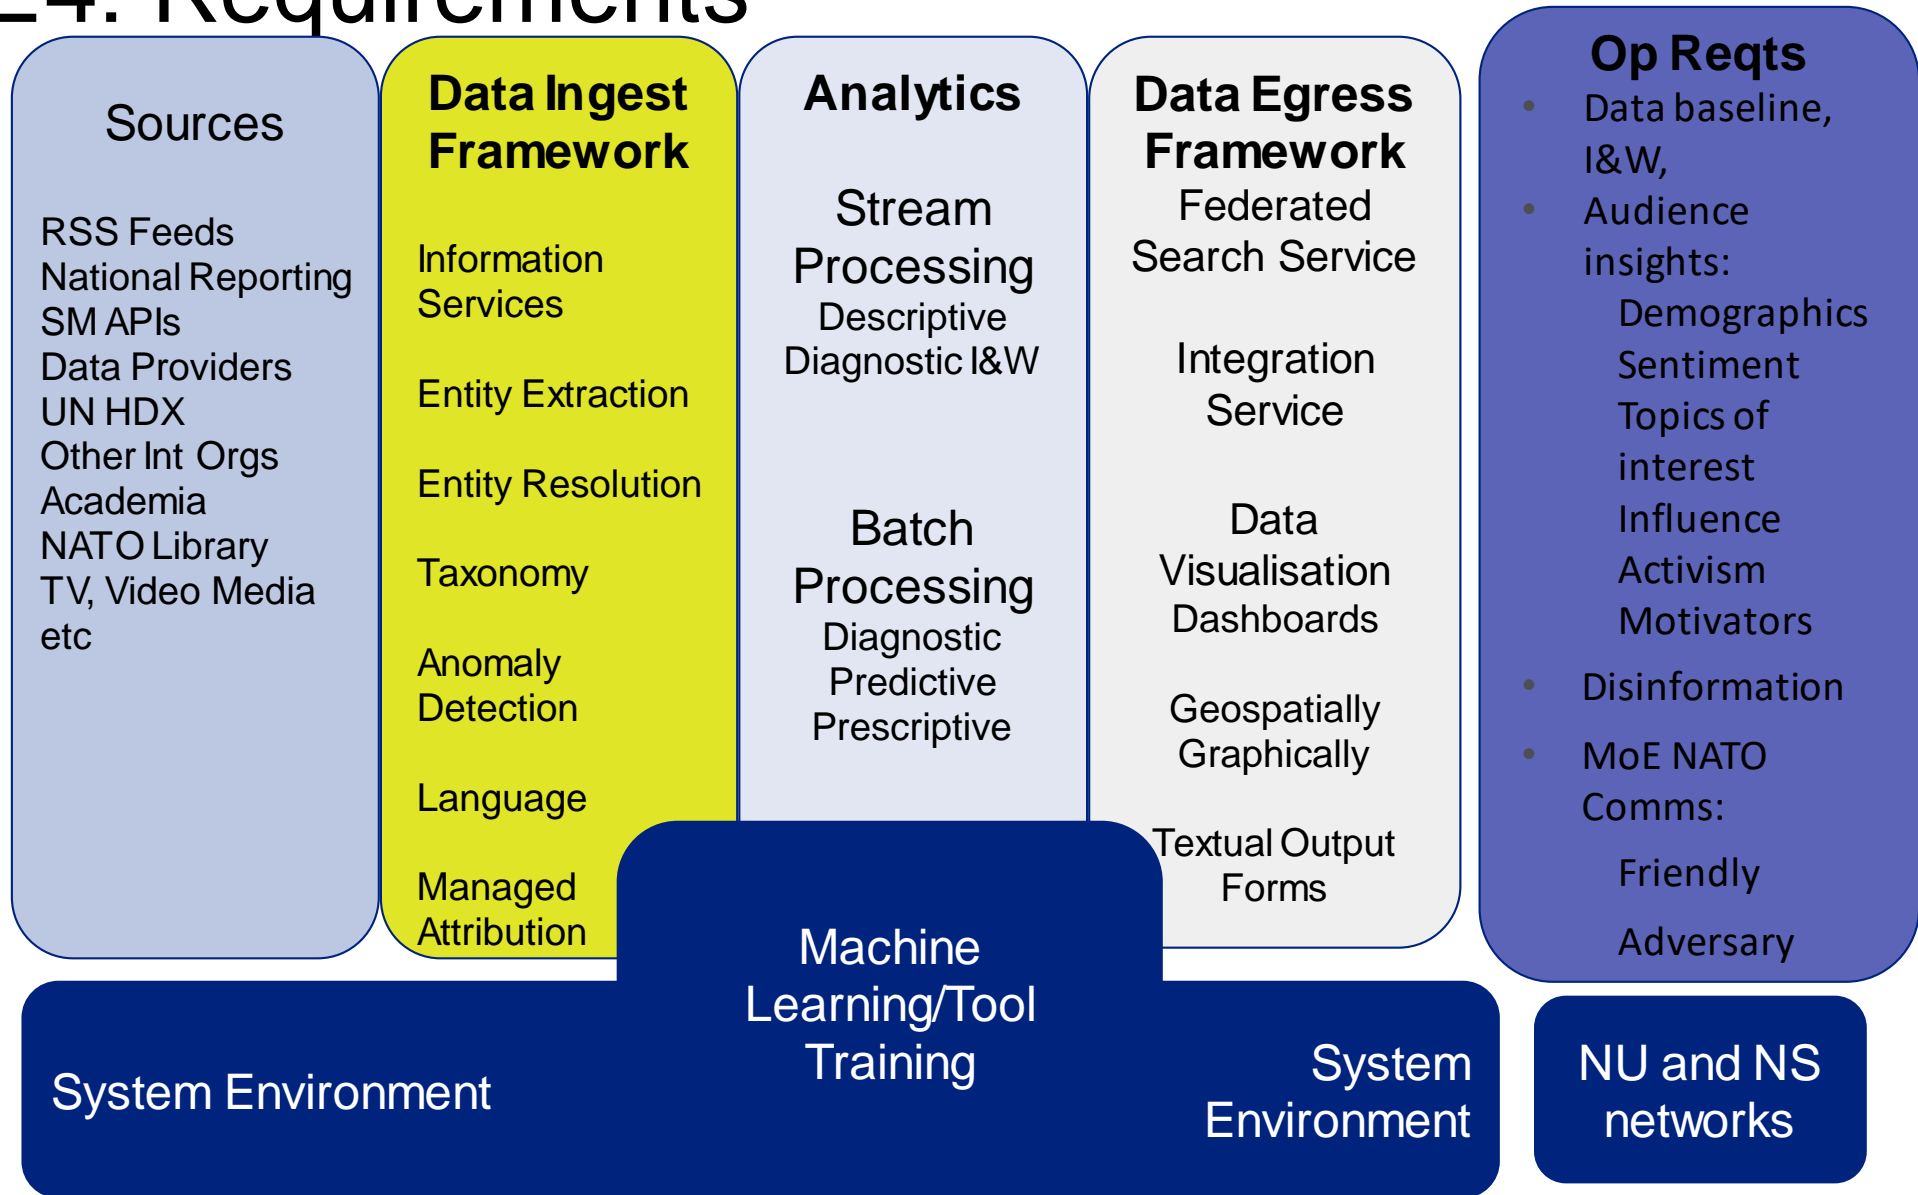 E4: Requirements
Sources
RSS Feeds
National Reporting
SM APIs
Data Providers
UN HDX
Other Int Orgs
Academia
NATO Library
TV, Video Media
etc
Data Ingest
Framework
Information
Services
Entity Extraction
Entity Resolution
Taxonomy
Anomaly
Detection
Language
Managed
Attribution
Analytics
Stream
Processing
Descriptive
Diagnostic I&W
Batch
Processing
Diagnostic
Predictive
Prescriptive
Data Egress
Framework
Federated
Search Service
Integration
Service
Data
Visualisation
Dashboards
Geospatially
Graphically
Textual Output
Forms
Op Reqts
• Data baseline,
I&W,
• Audience
insights:
Demographics
Sentiment
Topics of
interest
Influence
Activism
Motivators
• Disinformation
• MoE NATO
Comms:
Friendly
Adversary
Machine
Learning/Tool
Training
System Environment
System
Environment
NU and NS
networks